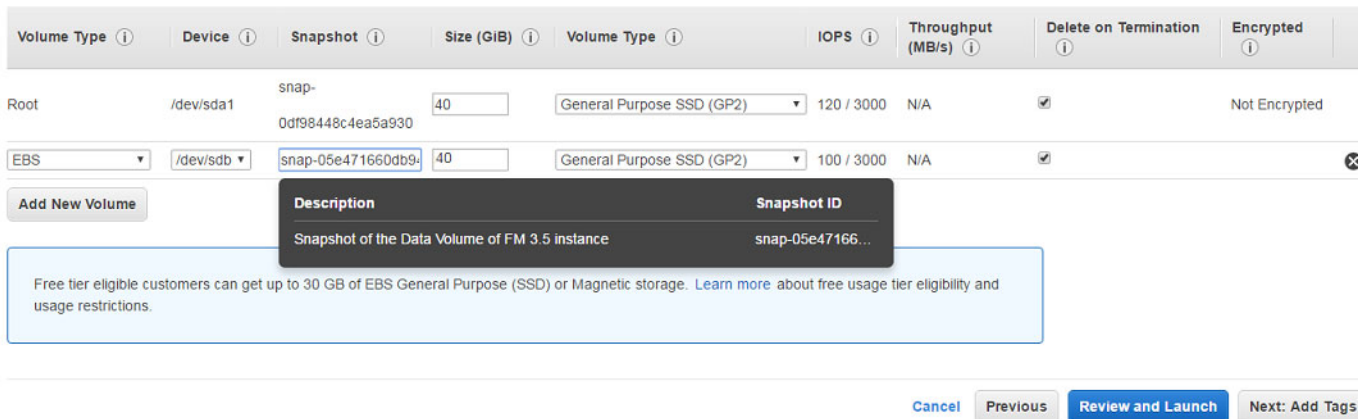 Volume Type Device Snapshot Size (GiB) Volume Type IOPS Throughput (MB/s) Delete on Termination Encrypted
Root /dev/sda1 snap-0df98448c4ea5a930 40 General Purpose SSD (GP2) 120 / 3000 N/A Not Encrypted
EBS /dev/sdb snap-05e471660db94 40 General Purpose SSD (GP2) 100 / 3000 N/A
Add New Volume
Description Snapshot ID
Snapshot of the Data Volume of FM 3.5 instance snap-05e47166...
Free tier eligible customers can get up to 30 GB of EBS General Purpose (SSD) or Magnetic storage. Learn more about free usage tier eligibility and
usage restrictions.
Cancel Previous Review and Launch Next: Add Tags